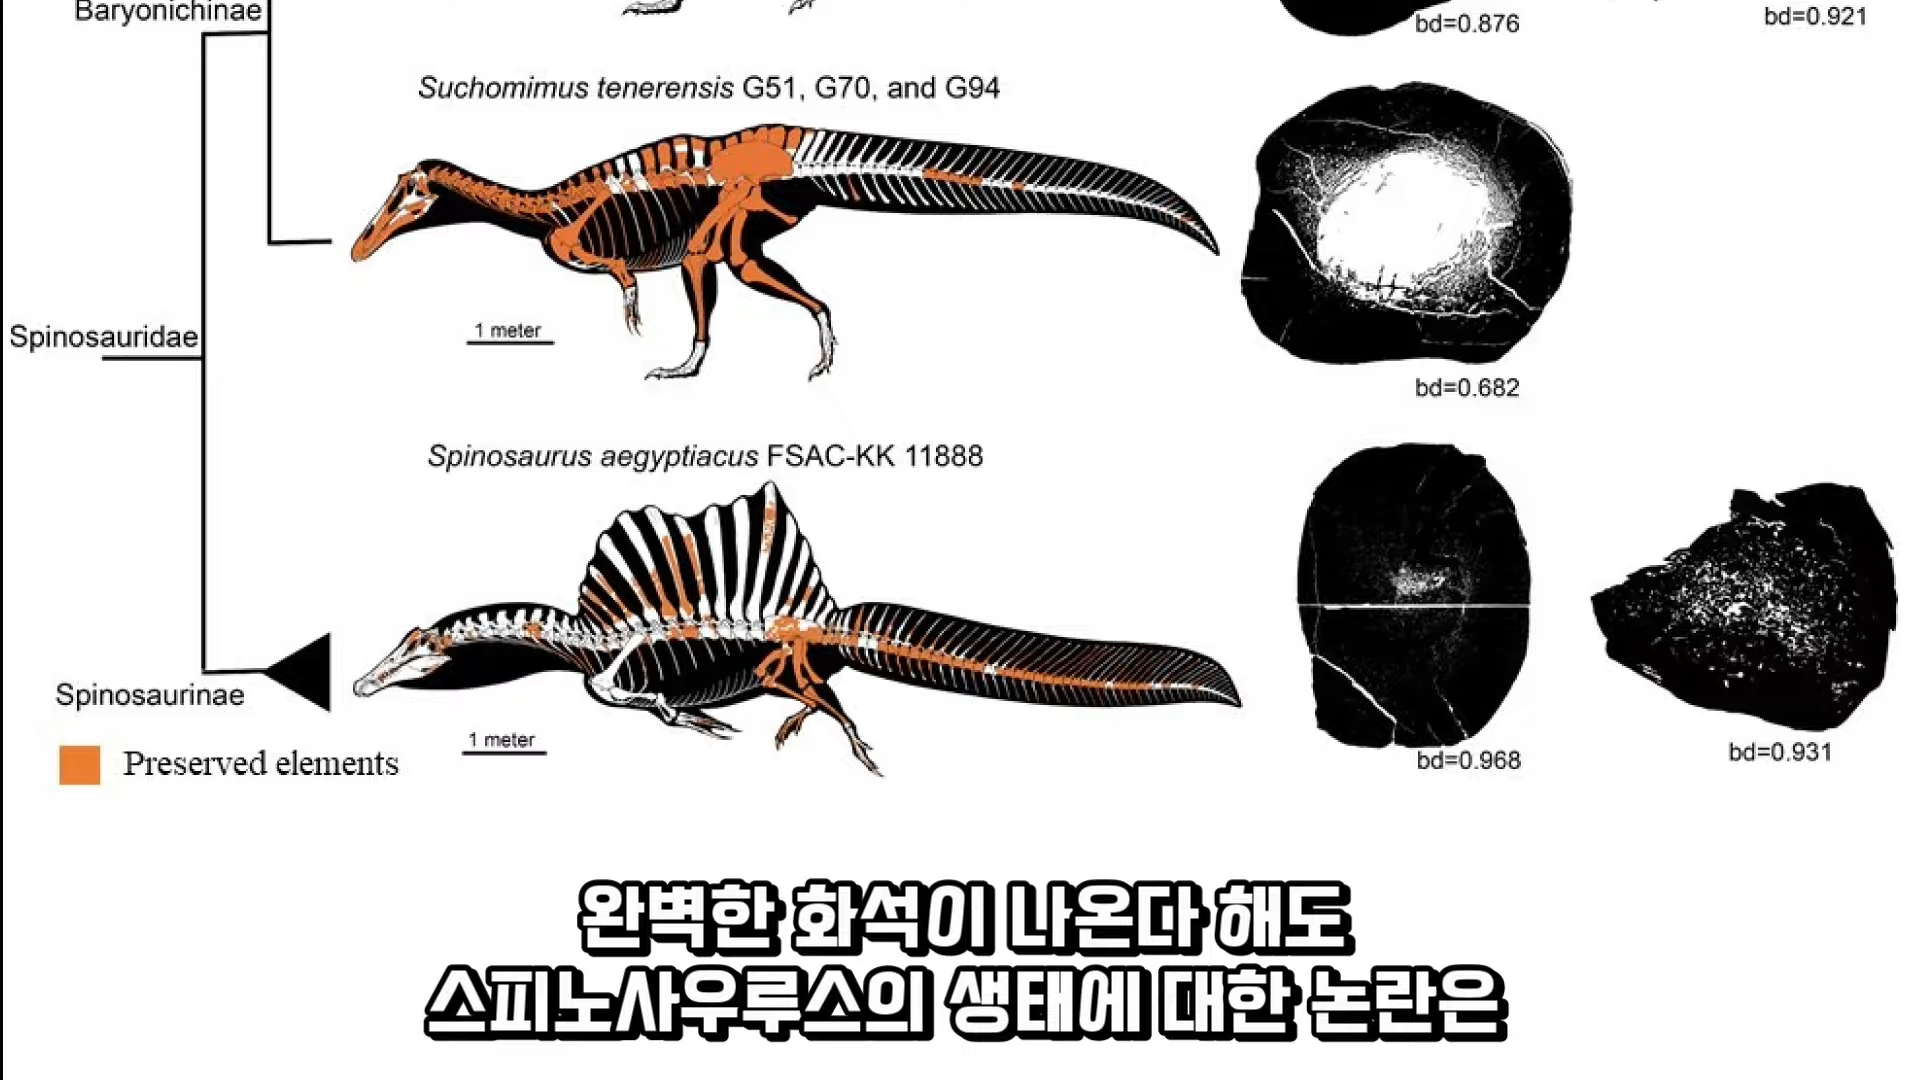 Baryonichinae
bd=0.876
bd=0.921
Suchomimus tenerensis G51, G70, and G94
1 meter
Spinosauridae
bd=0.682
Spinosaurus aegyptiacus FSAC-KK 11888
Spinosaurinae
1 meter
bd=0.968
bd=0.931
Preserved elements
완벽한 화석이 나온다 해도
스피노사우루스의 생태에 대한 논란은